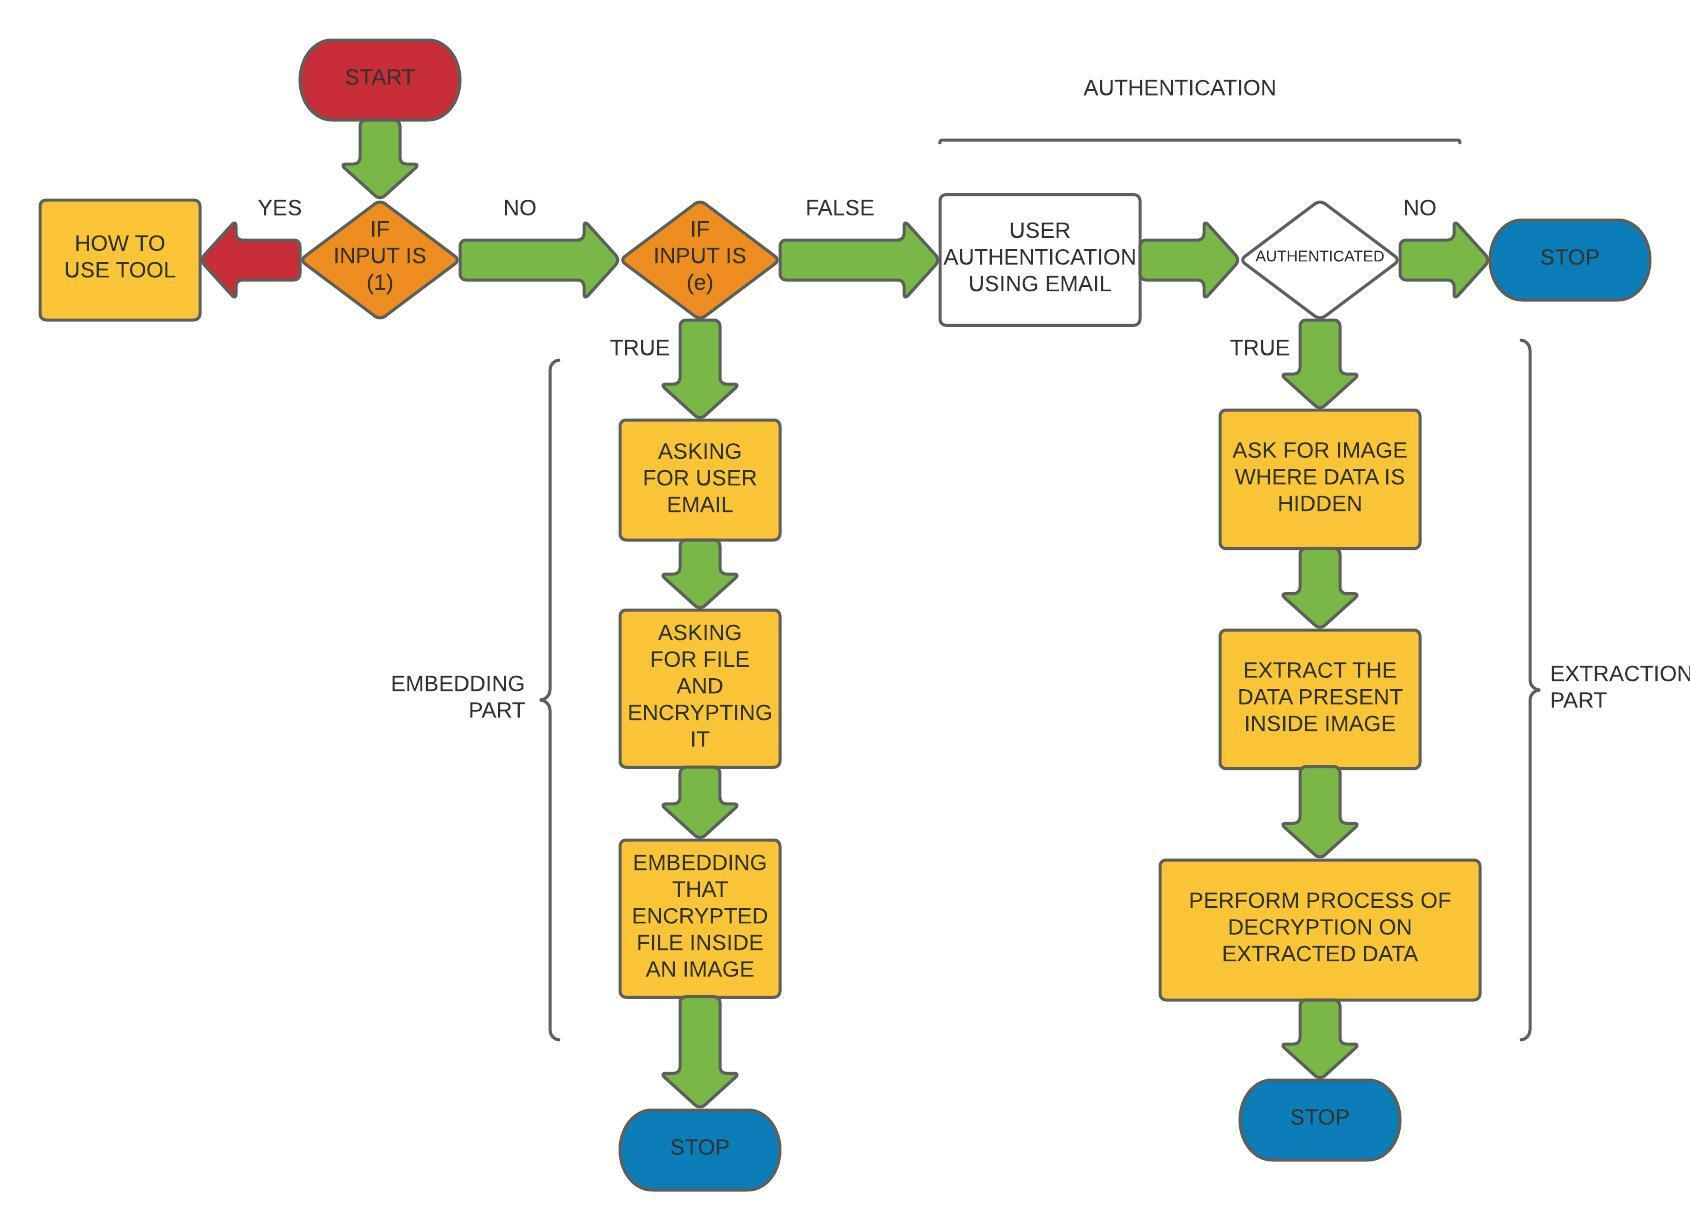 START
AUTHENTICATION
YES
NO
FALSE
NO
HOW TO
USE TOOL
IF
INPUT IS
(1)
IF
INPUT IS
(e)
USER
AUTHENTICATION
USING EMAIL
AUTHENTICATED
STOP
TRUE
TRUE
ASKING
FOR USER
EMAIL
ASK FOR IMAGE
WHERE DATA IS
HIDDEN
EMBEDDING
PART
ASKING
FOR FILE
AND
ENCRYPTING
IT
EXTRACT THE
DATA PRESENT
INSIDE IMAGE
EXTRACTION
PART
EMBEDDING
THAT
ENCRYPTED
FILE INSIDE
AN IMAGE
PERFORM PROCESS OF
DECRYPTION ON
EXTRACTED DATA
STOP
STOP